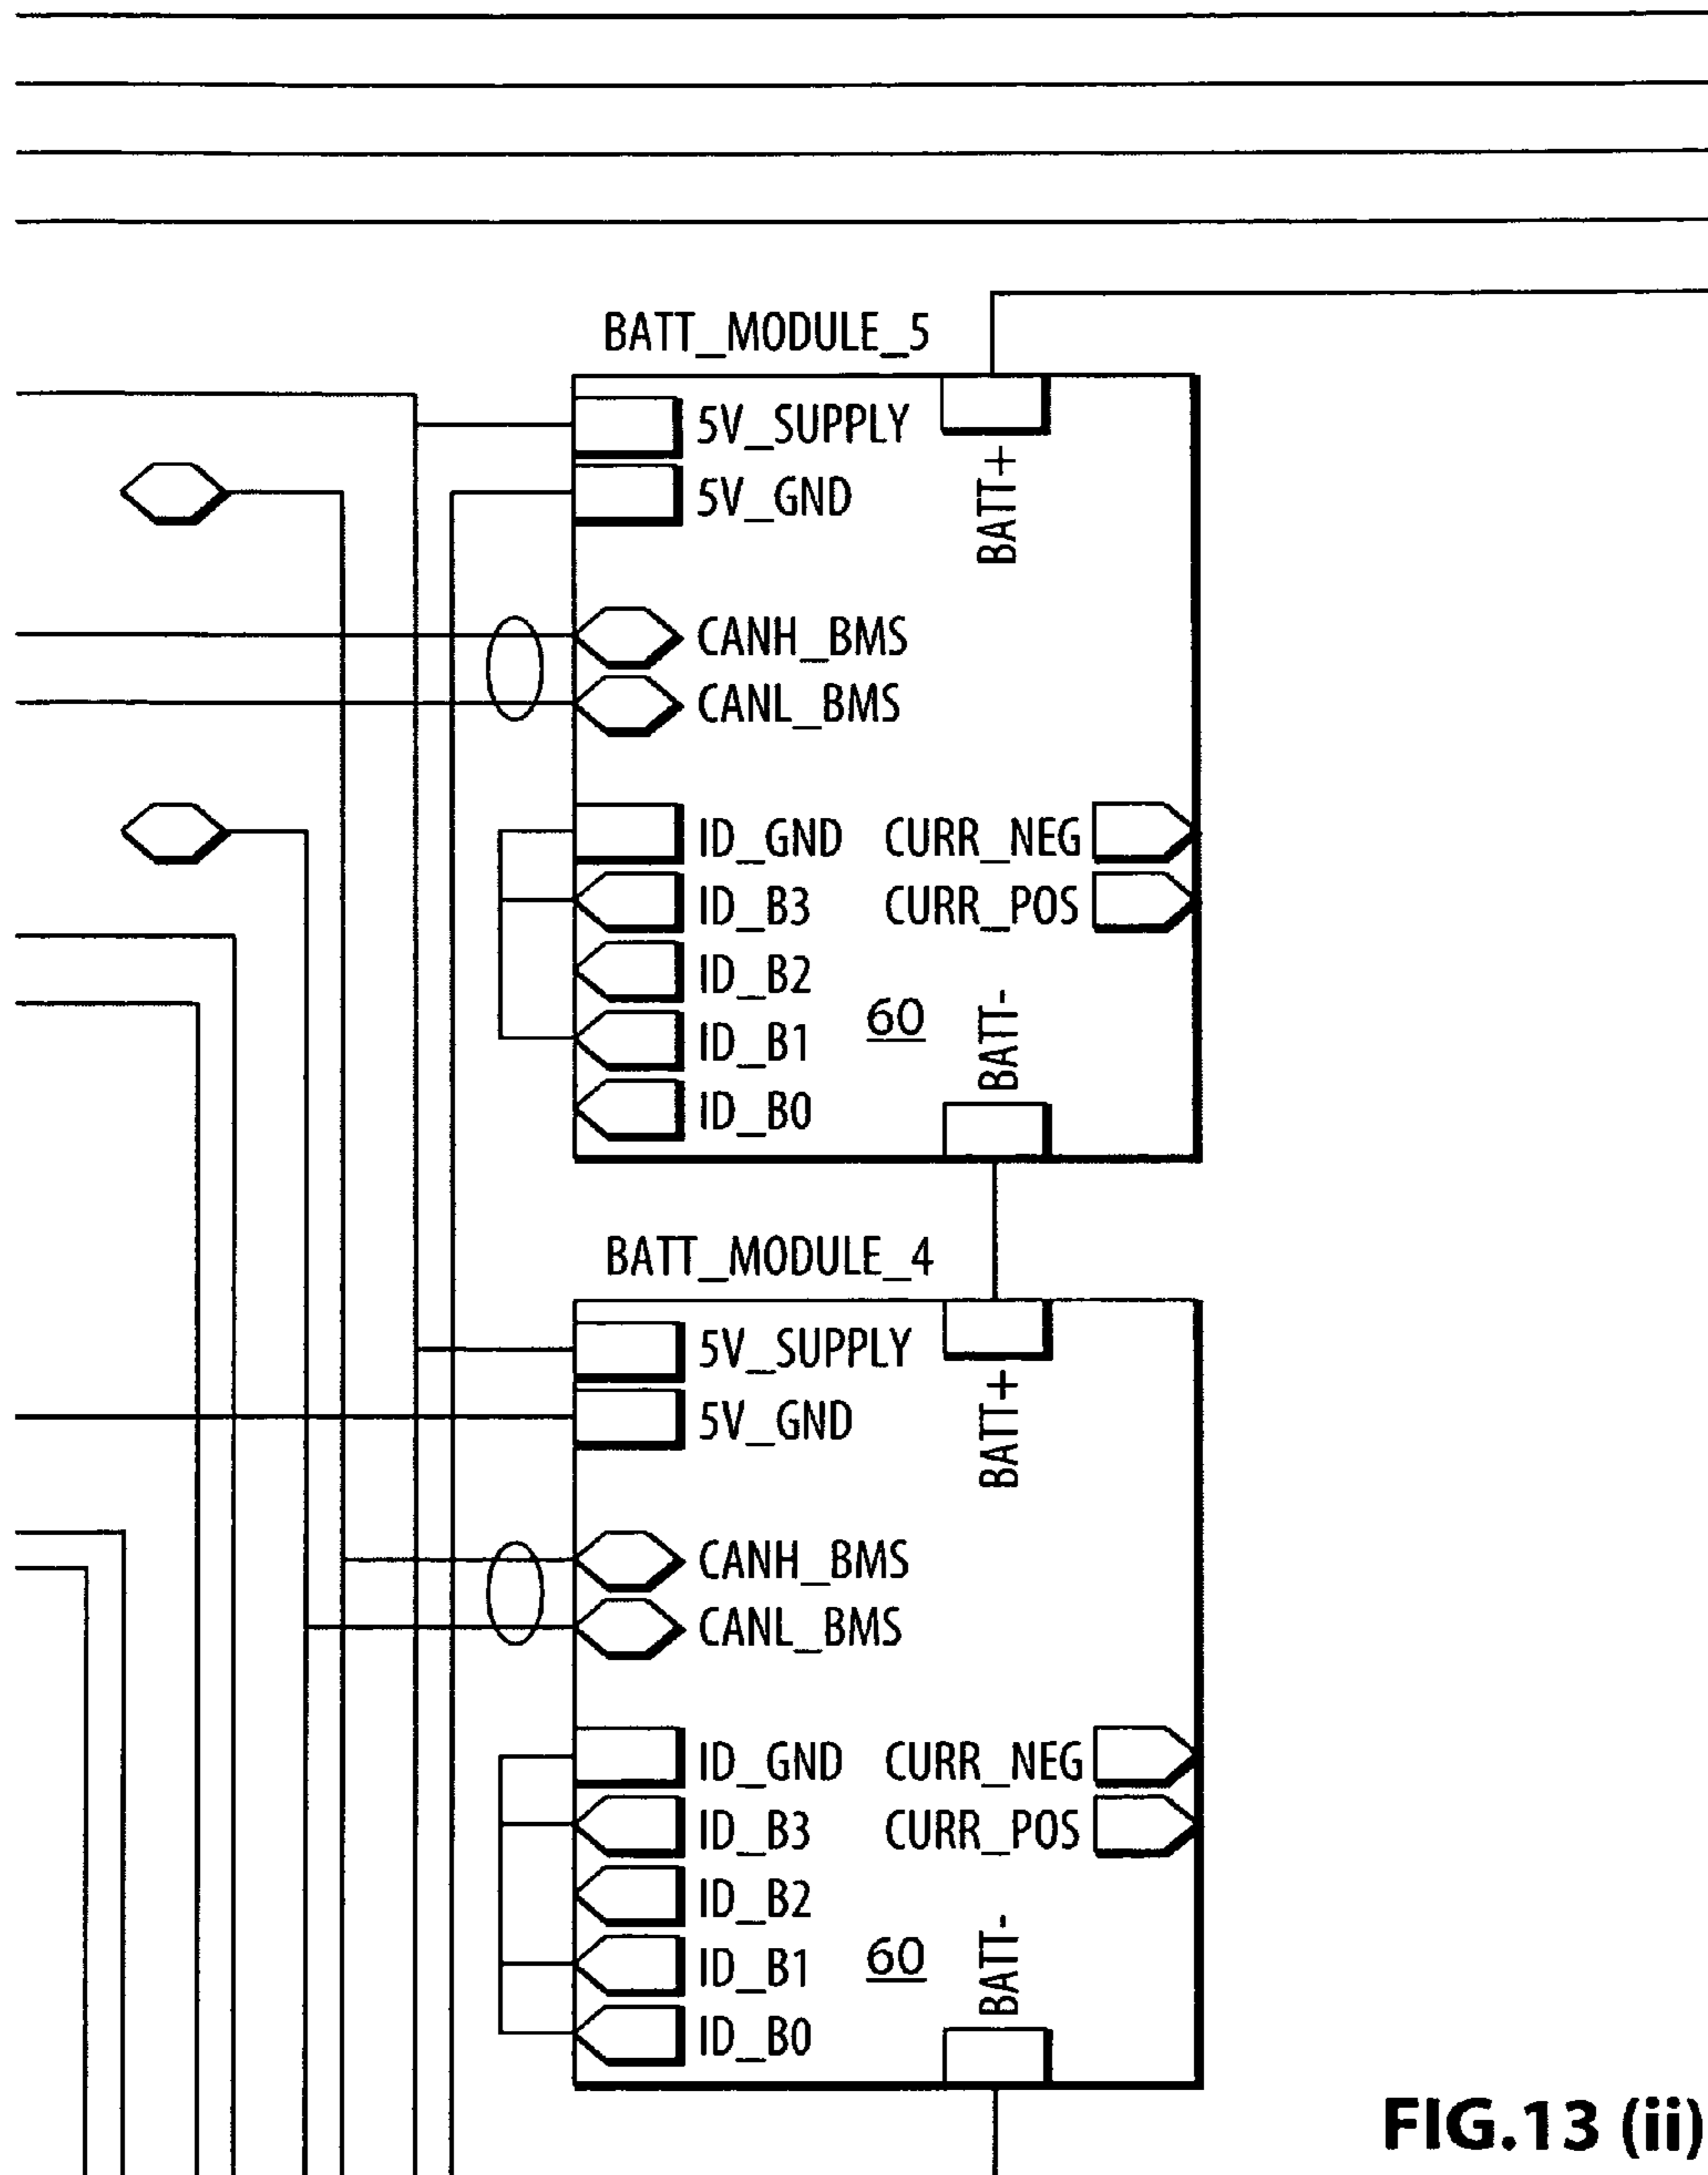 BATT_MODULE_5
5V_SUPPLY
5V_GND
BATT+
CANH_BMS
CANL_BMS
ID_GND CURR_NEG
ID_B3 CURR_POS
ID_B2
ID_B1 60 BATT-
ID_B0
BATT_MODULE_4
5V_SUPPLY
5V_GND
BATT+
CANH_BMS
CANL_BMS
ID_GND CURR_NEG
ID_B3 CURR_POS
ID_B2
ID_B1 60 BATT-
ID_B0
FIG.13 (ii)